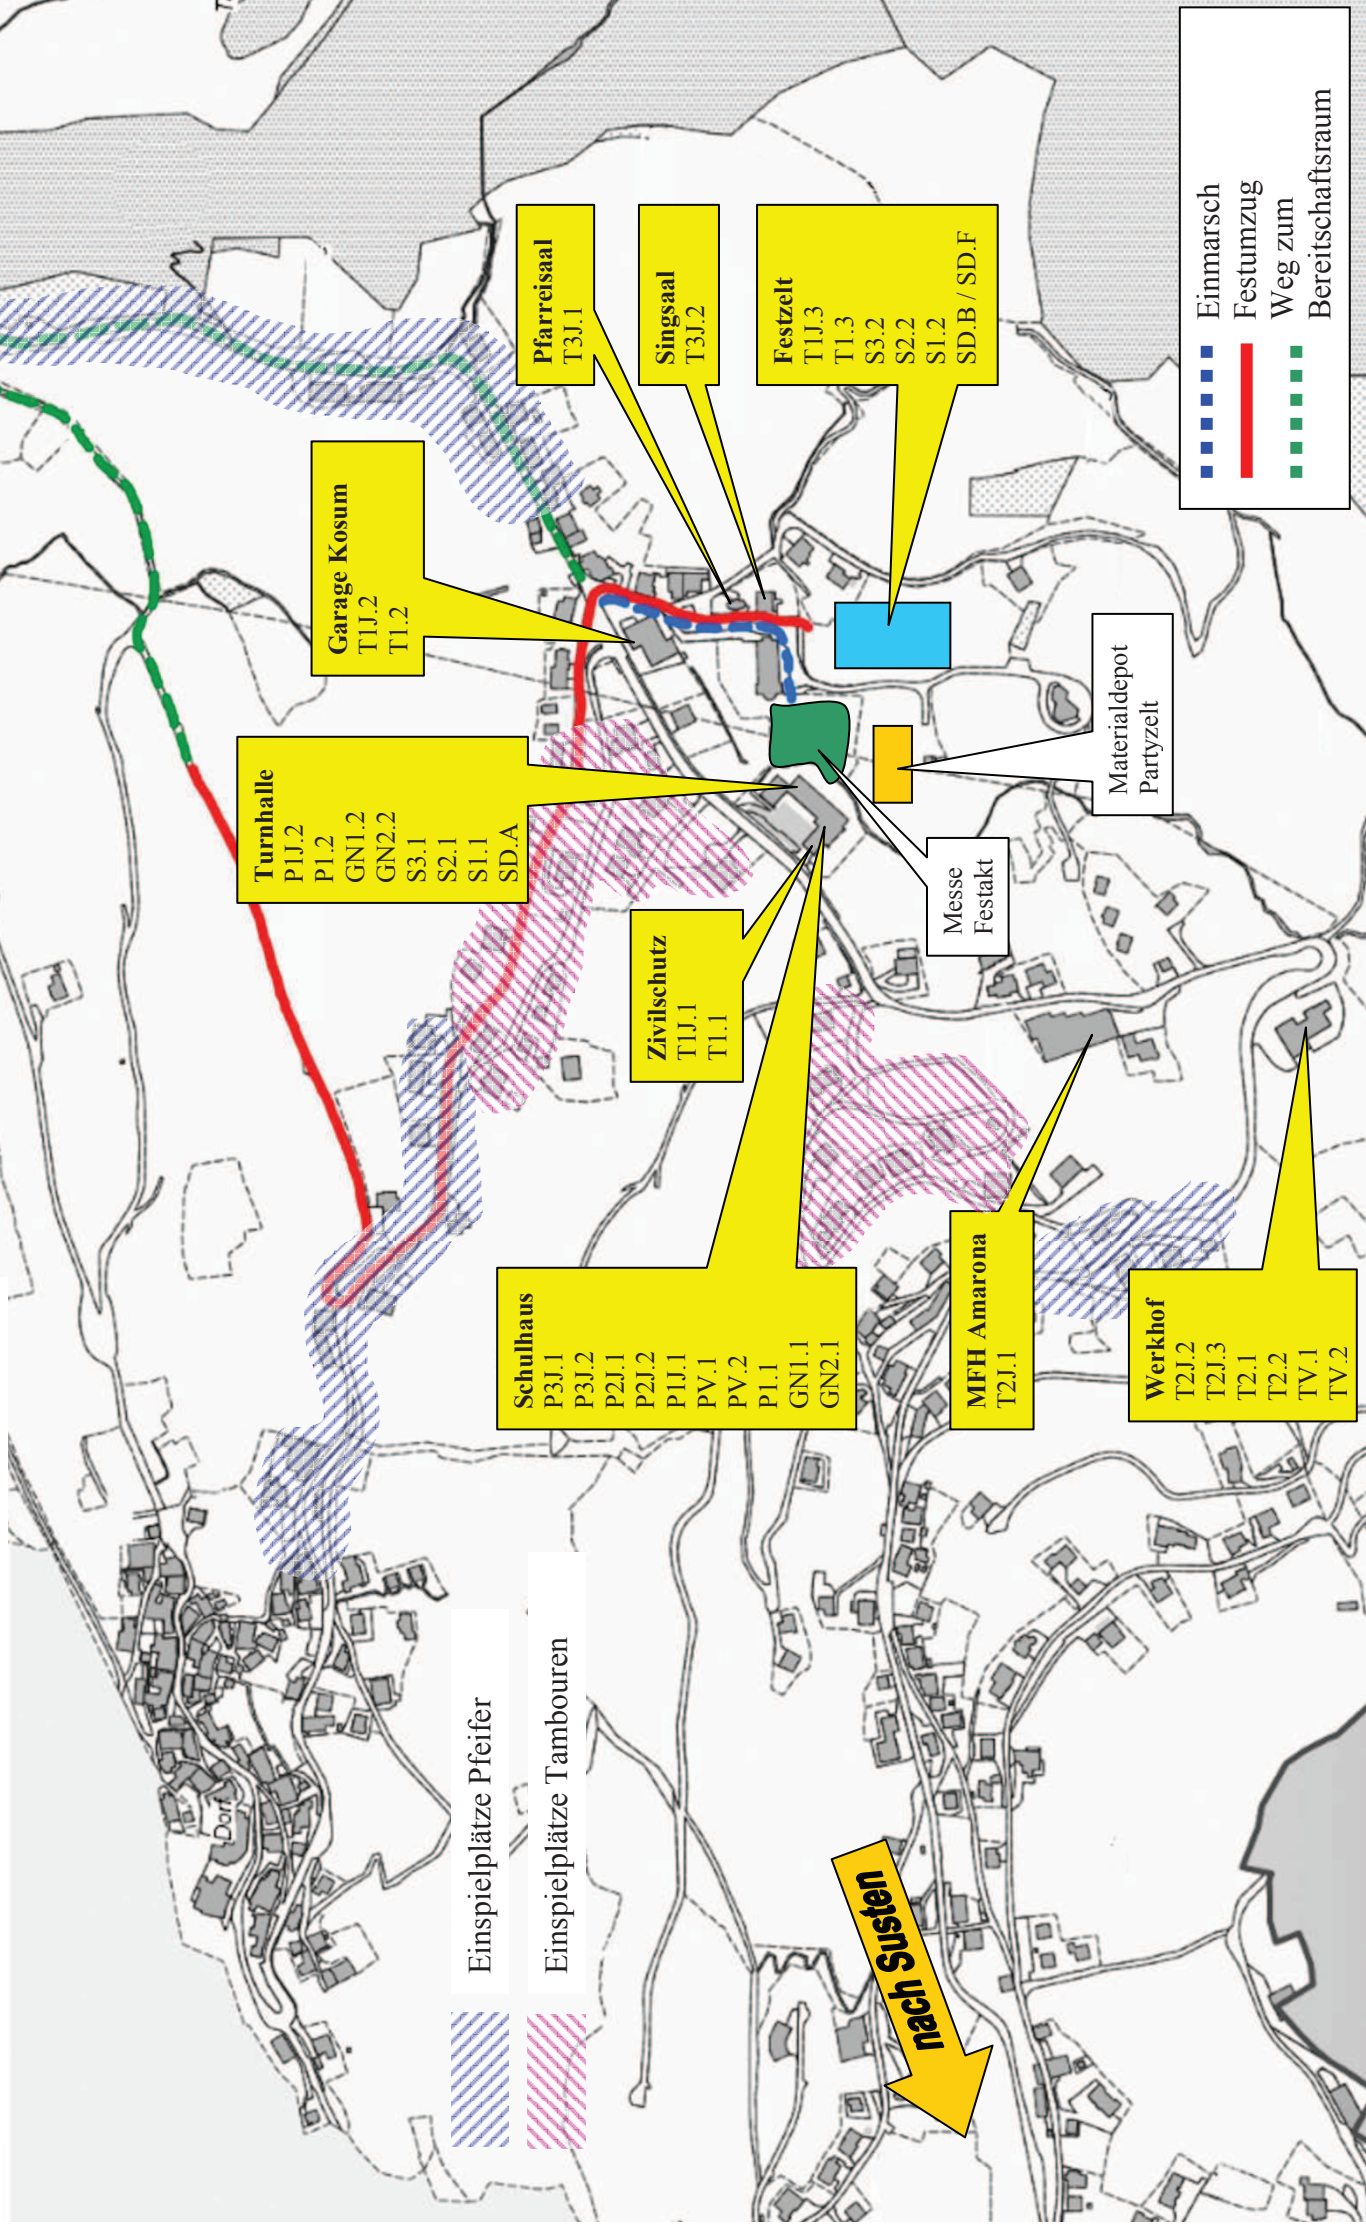 Turnhalle
P1J.2
P1.2
GN1.2
GN2.2
S3.1
S2.1
S1.1
SD.A
Garage Kosum
T1J.2
T1.2
Pfarreisaal
T3J.1
Singsaal
T3J.2
Festzelt
T1J.3
T1.3
S3.2
S2.2
S1.2
SD.B / SD.F
Zivilschutz
T1J.1
T1.1
Schulhaus
P3J.1
P3J.2
P2J.1
P2J.2
P1J.1
PV.1
PV.2
P1.1
GN1.1
GN2.1
MFH Amarona
T2J.1
Werkhof
T2J.2
T2J.3
T2.1
T2.2
TV.1
TV.2
Messe
Festakt
Materialdepot
Partyzelt
Einmarsch
Festumzug
Weg zum
Bereitschaftsraum
Dorf
Einspielplätze Pfeifer
Einspielplätze Tambouren
nach Susten